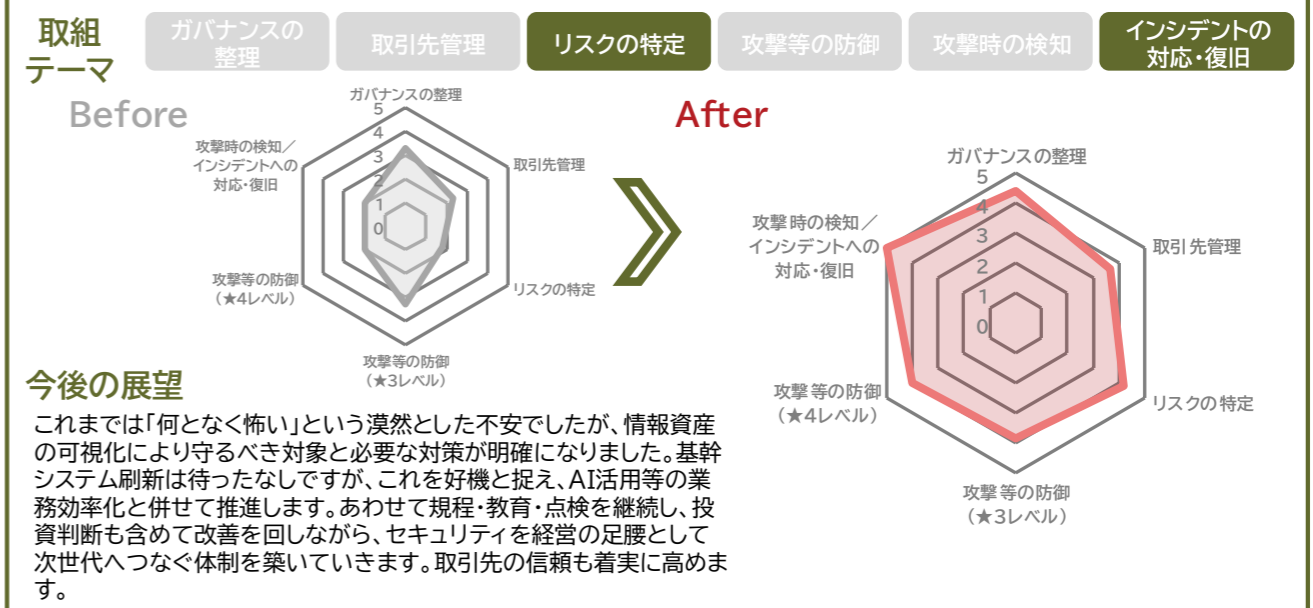 取組
テーマ
ガバナンスの
整理
取引先管理
リスクの特定
攻撃等の防御
攻撃時の検知
インシデントの
対応・復旧
Before
ガバナンスの整理
5
4
3
2
1
0
取引先管理
リスクの特定
攻撃等の防御
(★3レベル)
攻撃等の防御
(★4レベル)
攻撃時の検知/
インシデントへの
対応・復旧
After
ガバナンスの整理
5
4
3
2
1
0
取引先管理
リスクの特定
攻撃等の防御
(★3レベル)
攻撃等の防御
(★4レベル)
攻撃時の検知/
インシデントへの
対応・復旧
今後の展望
これまでは「何となく怖い」という漠然とした不安でしたが、情報資産
の可視化により守るべき対象と必要な対策が明確になりました。基幹
システム刷新は待ったなしですが、これを好機と捉え、AI活用等の業
務効率化と併せて推進します。あわせて規程・教育・点検を継続し、投
資判断も含めて改善を回しながら、セキュリティを経営の足腰として
次世代へつなぐ体制を築いていきます。取引先の信頼も着実に高めま
す。